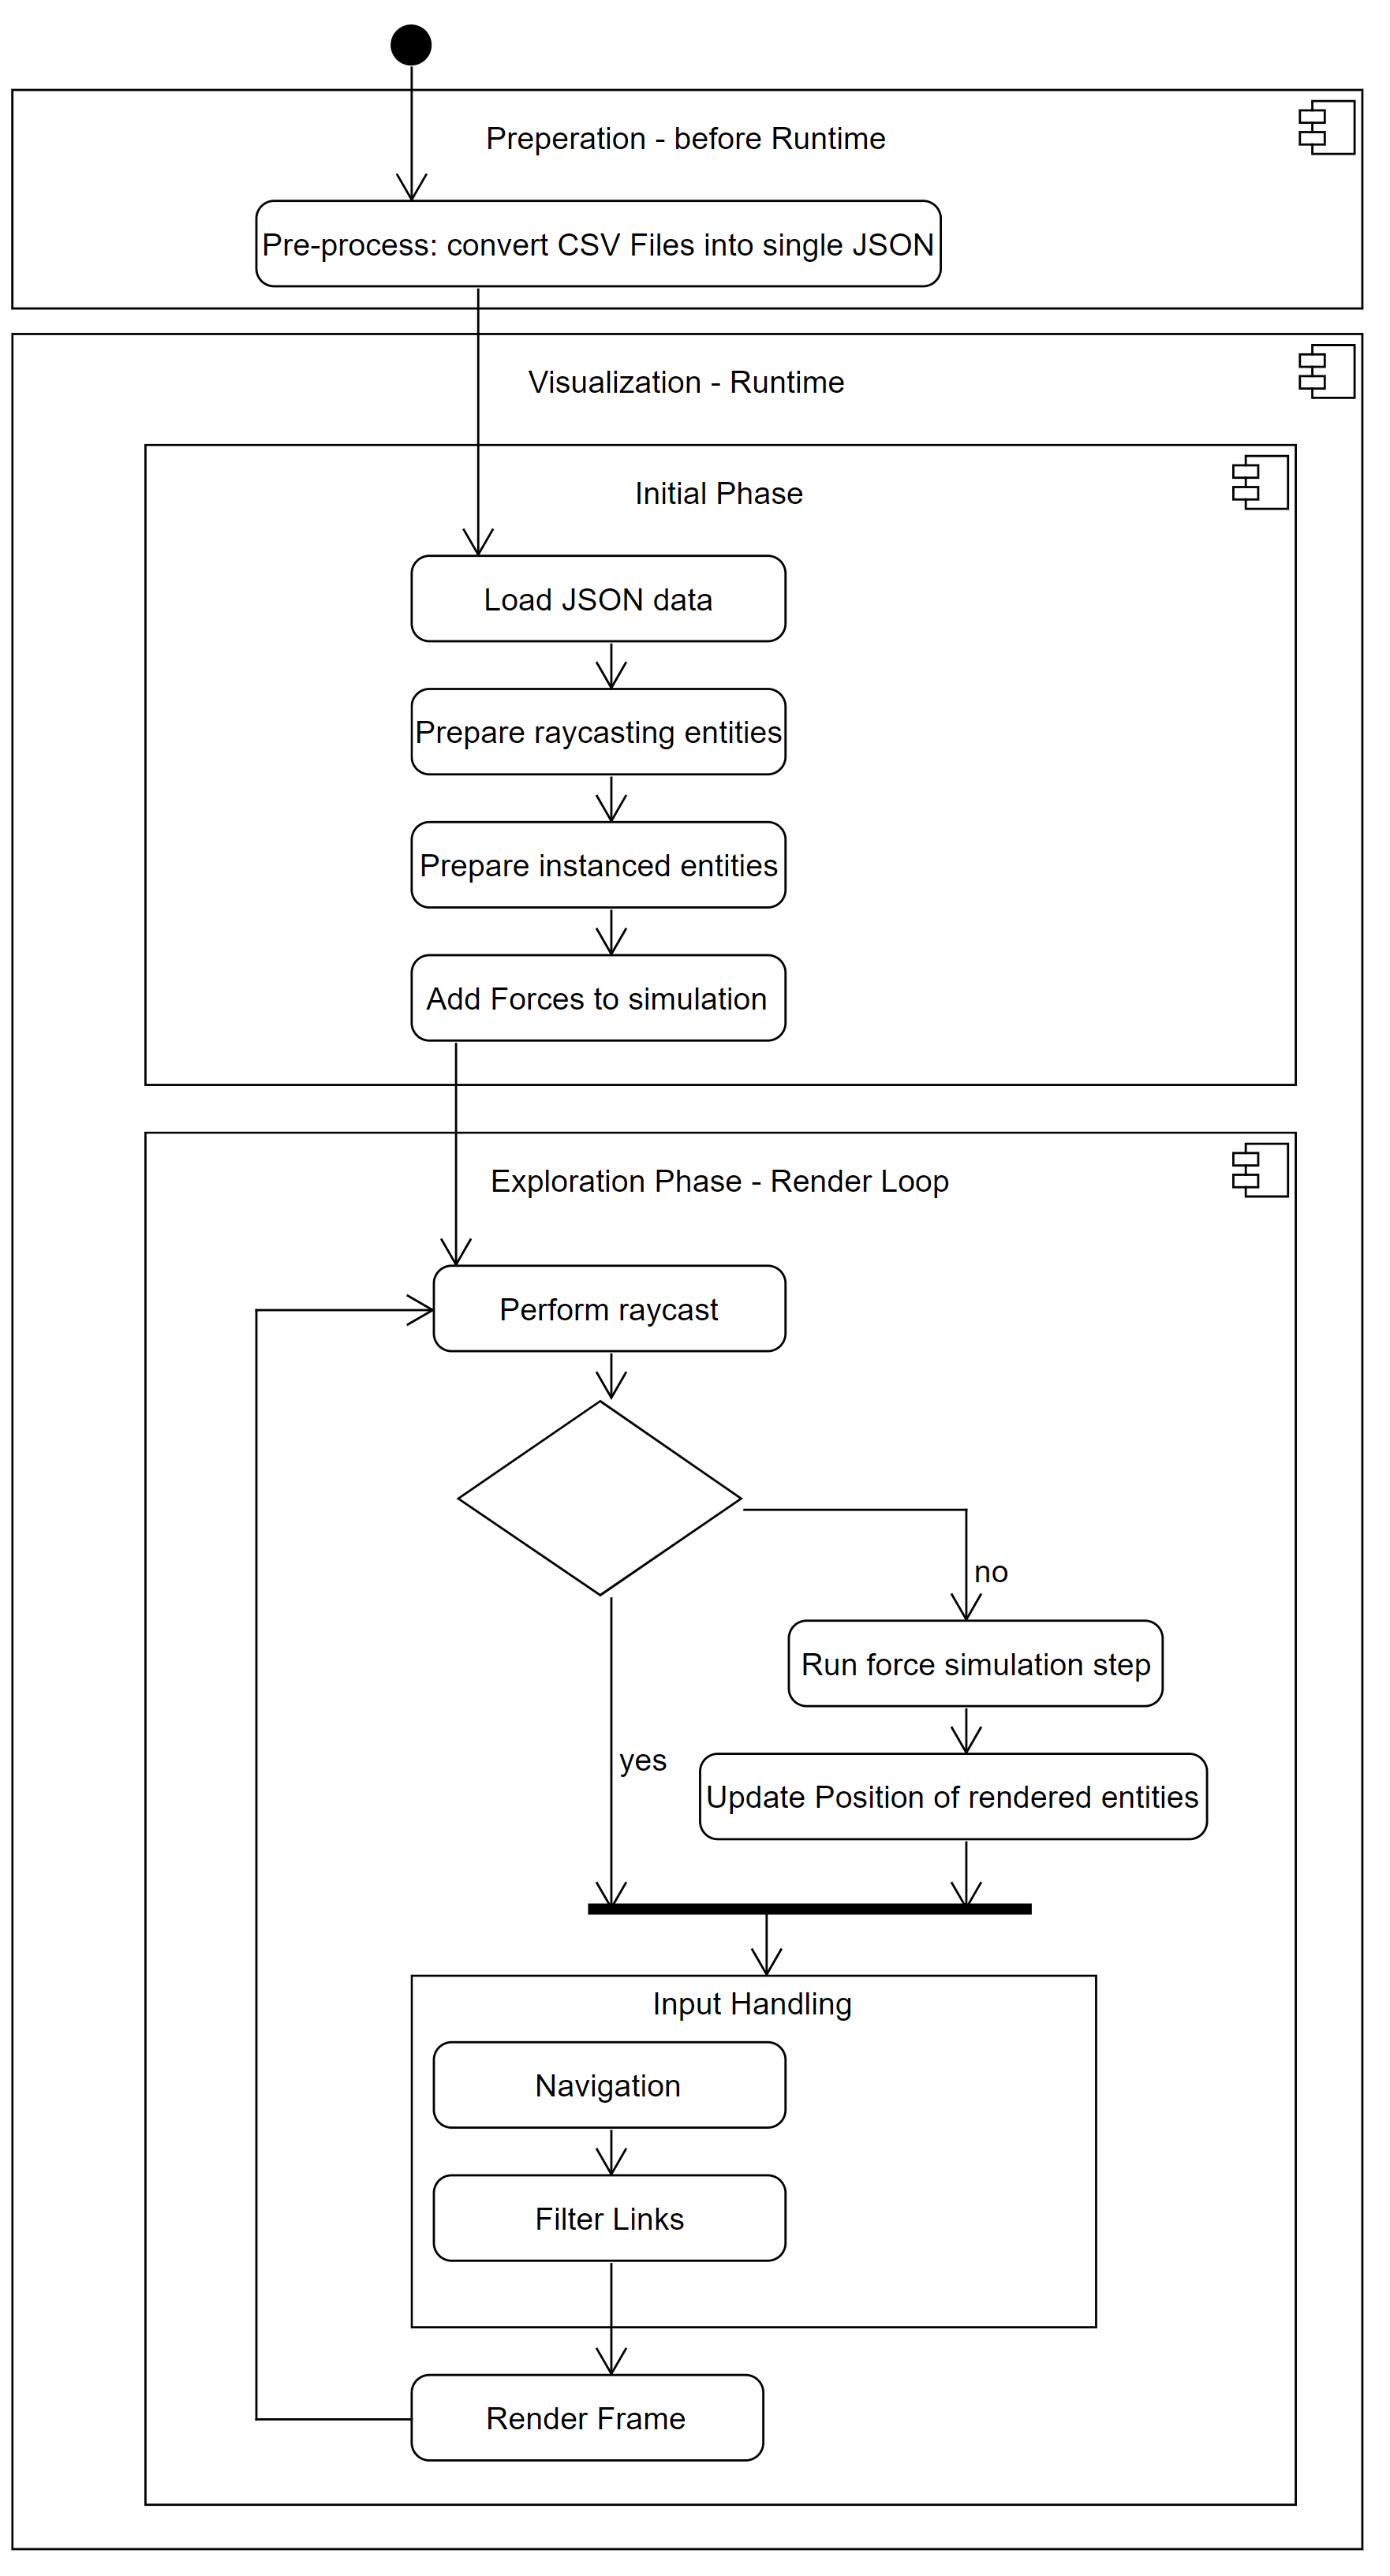 Preperation - before Runtime
Pre-process: convert CSV Files into single JSON
Visualization - Runtime
Initial Phase
Load JSON data
Prepare raycasting entities
Prepare instanced entities
Add Forces to simulation
Exploration Phase - Render Loop
Perform raycast
no
Run force simulation step
yes
Update Position of rendered entities
Input Handling
Navigation
Filter Links
Render Frame